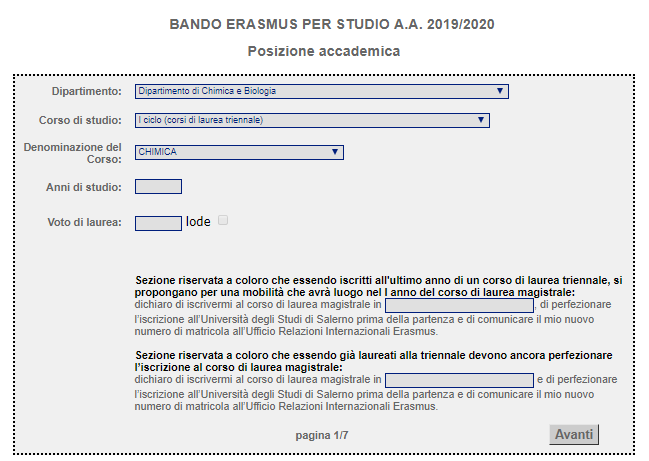 BANDO ERASMUS PER STUDIO A.A. 2019/2020
Posizione accademica
Dipartimento: Dipartimento di Chimica e Biologia
Corso di studio: I ciclo (corsi di laurea triennale)
Denominazione del
Corso: CHIMICA
Anni di studio:
Voto di laurea: lode
Sezione riservata a coloro che essendo iscritti all'ultimo anno di un corso di laurea triennale, si
propongano per una mobilità che avrà luogo nel I anno del corso di laurea magistrale:
dichiaro di iscrivermi al corso di laurea magistrale in , di perfezionare
l'iscrizione all'Università degli Studi di Salerno prima della partenza e di comunicare il mio nuovo
numero di matricola all'Ufficio Relazioni Internazionali Erasmus.
Sezione riservata a coloro che essendo già laureati alla triennale devono ancora perfezionare
l'iscrizione al corso di laurea magistrale:
dichiaro di iscrivermi al corso di laurea magistrale in e di perfezionare
l'iscrizione all'Università degli Studi di Salerno prima della partenza e di comunicare il mio nuovo
numero di matricola all'Ufficio Relazioni Internazionali Erasmus.
pagina 1/7 Avanti